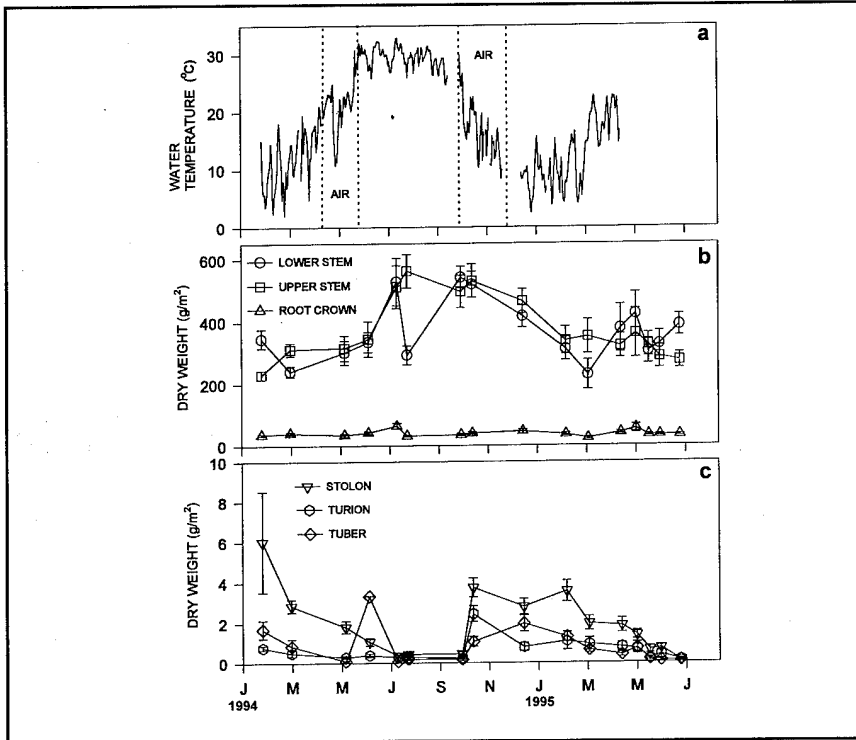 a
WATER
TEMPERATURE (°C)
30
20
10
0
AIR
AIR
b
DRY WEIGHT (g/m²)
600
400
200
0
LOWER STEM
UPPER STEM
ROOT CROWN
c
DRY WEIGHT (g/m²)
10
8
6
4
2
0
STOLON
TURION
TUBER
J M M J S N J M M J
1994 1995